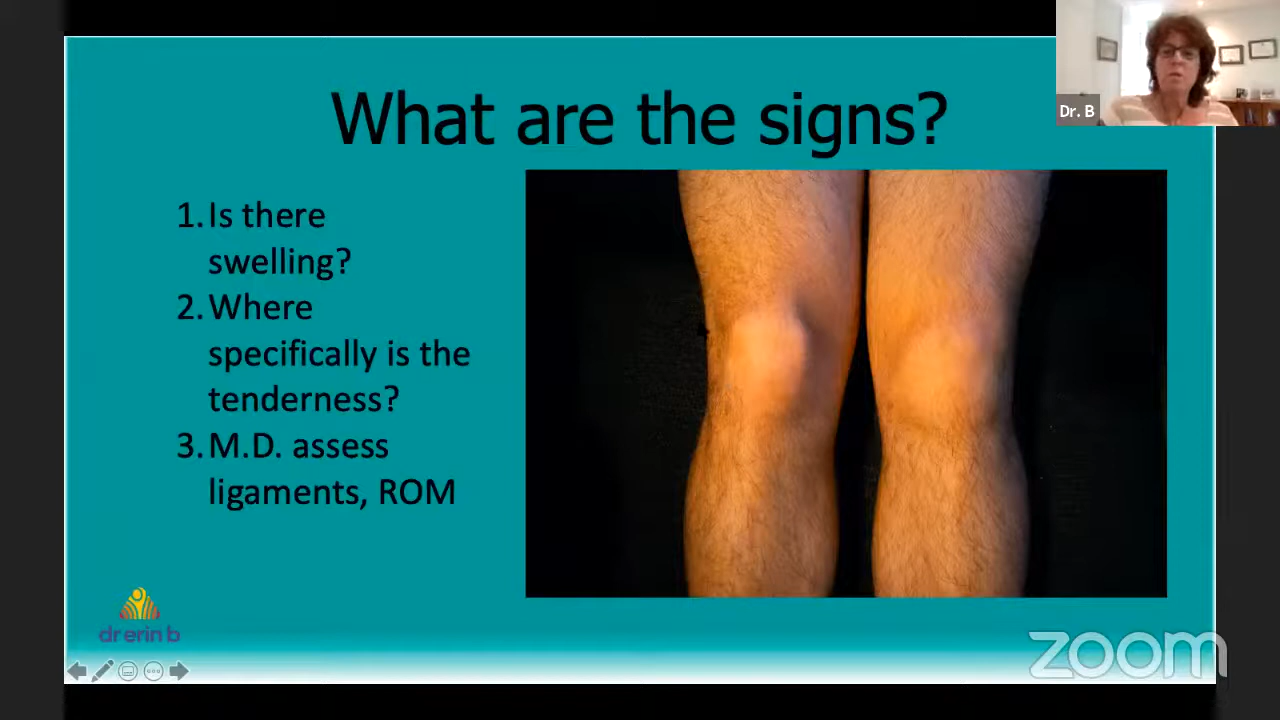 What are the signs?
Dr. B
1. Is there
swelling?
2. Where
specifically is the
tenderness?
3. M.D. assess
ligaments, ROM
dr erin b
zoom